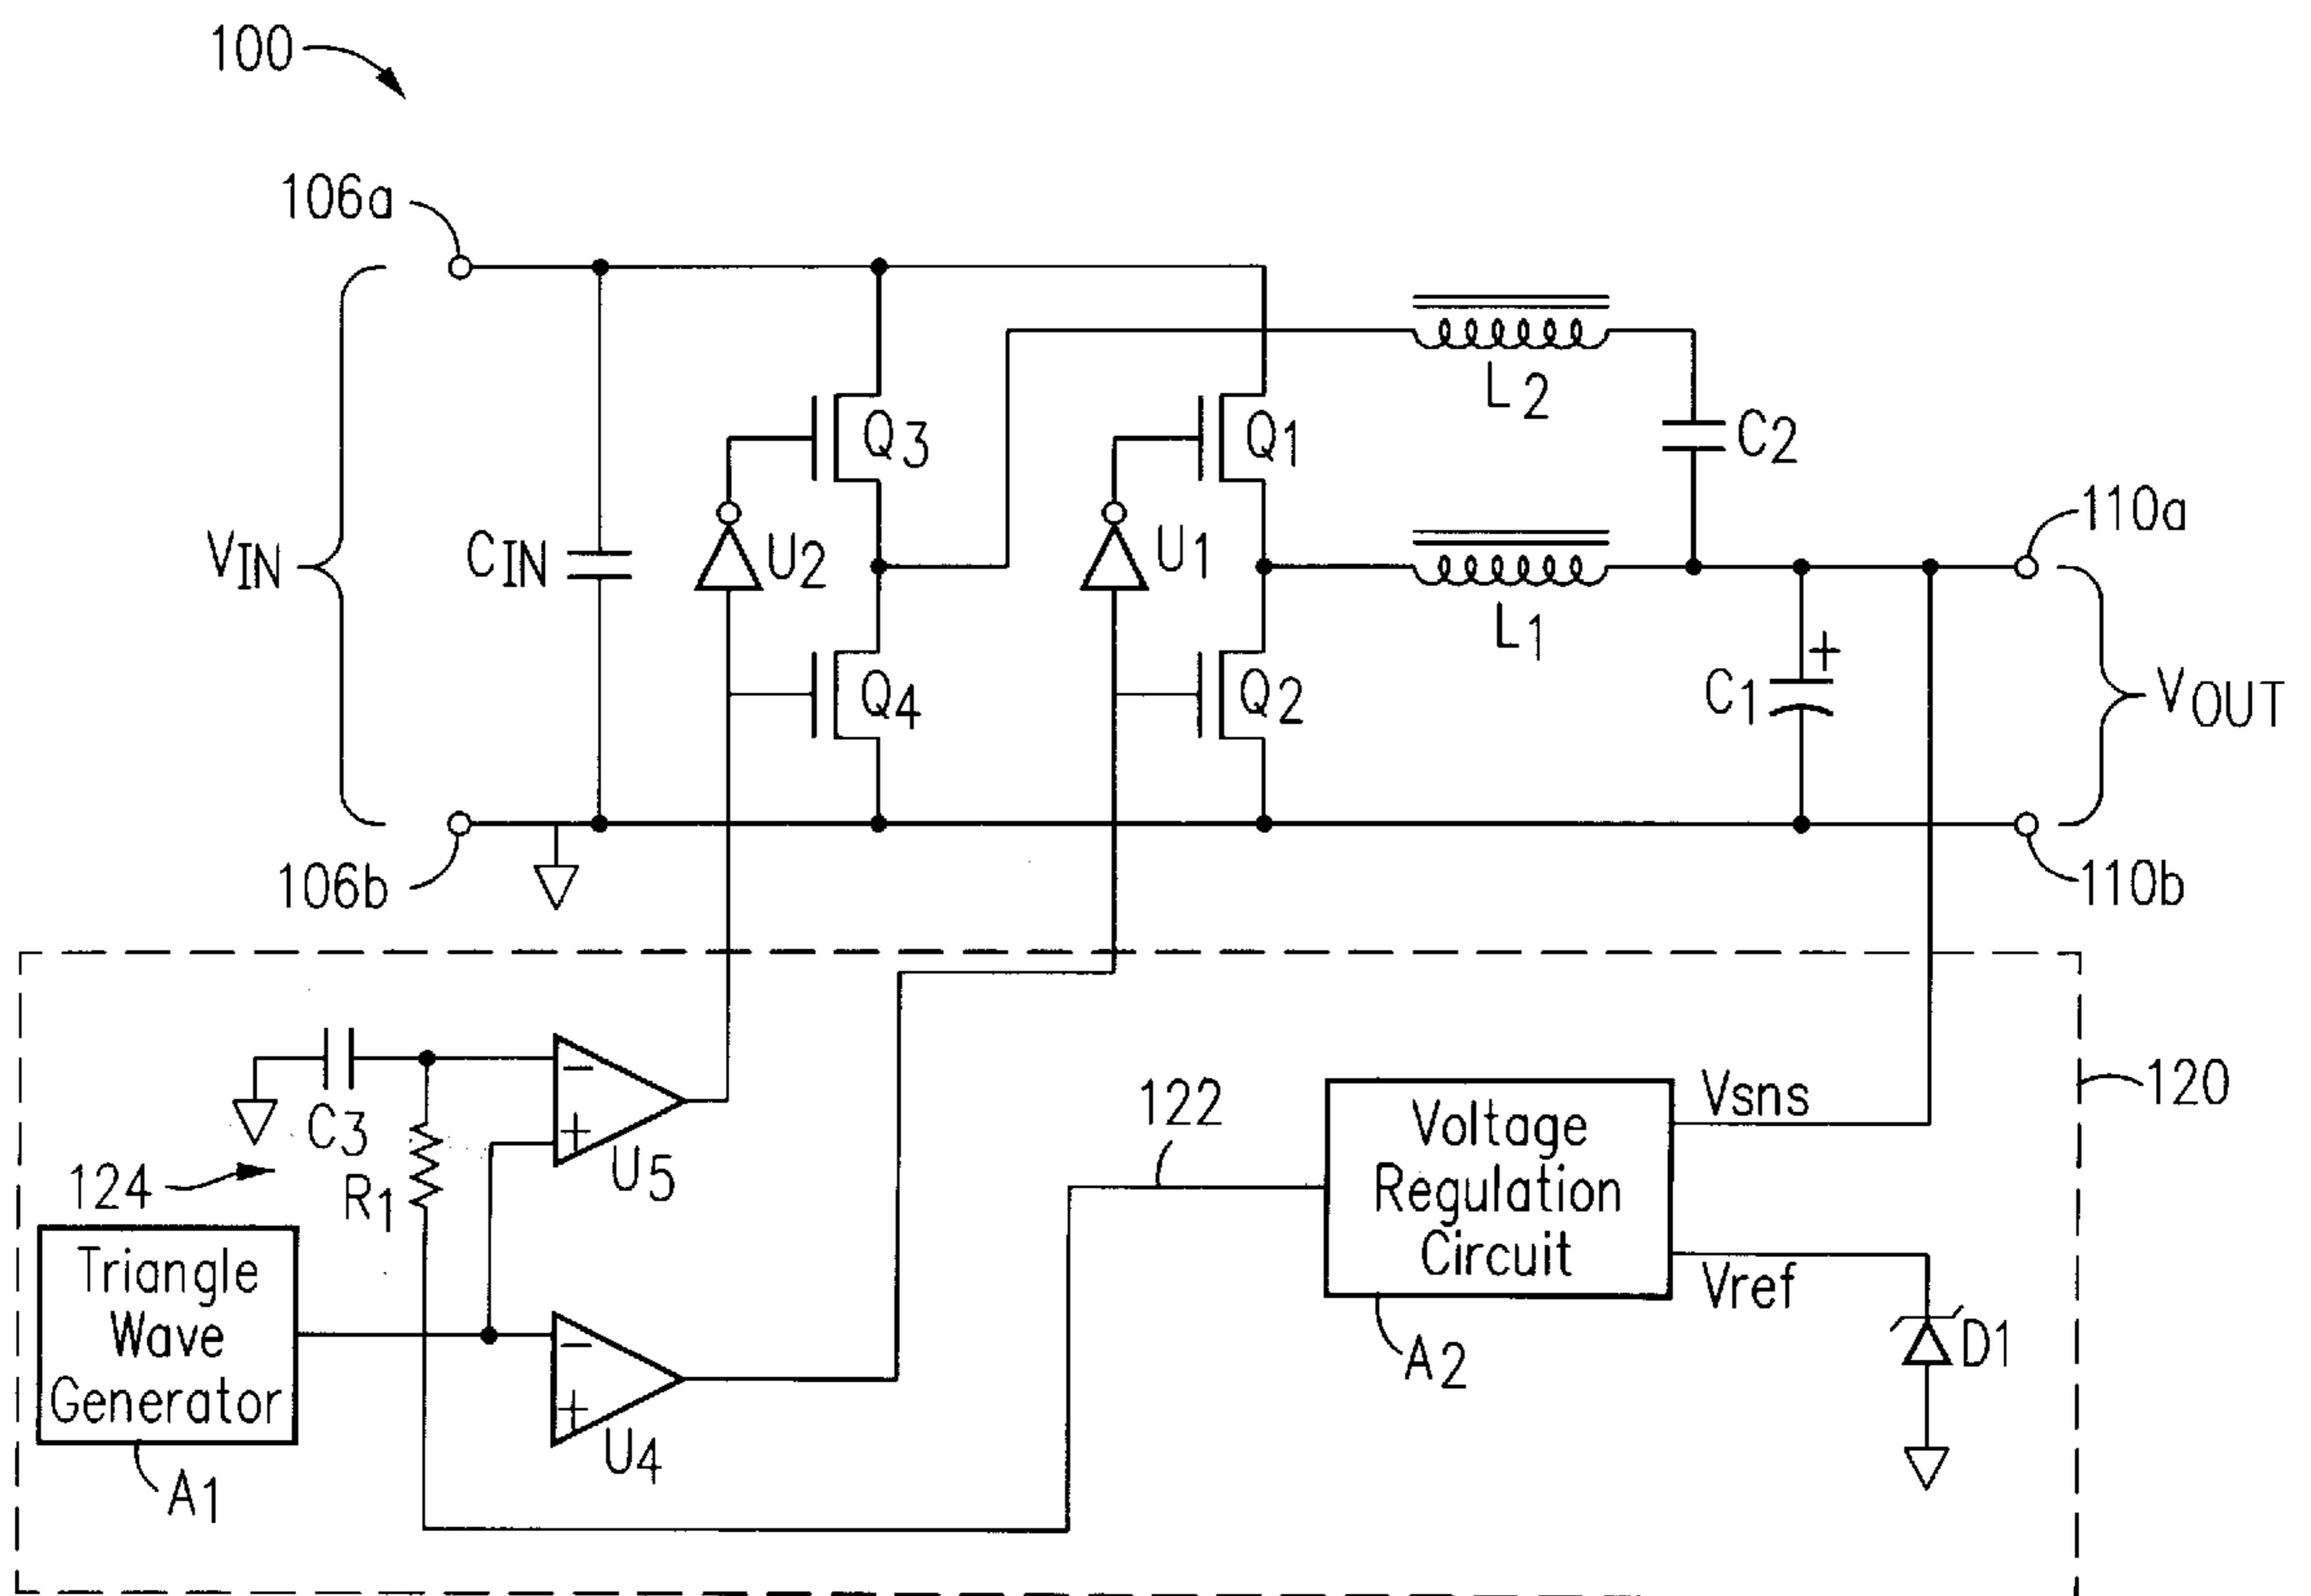 100
106a
L2
Q3
Q1
C2
110a
VIN
CIN
U2
U1
L1
Q4
Q2
C1
+
VOUT
106b
110b
120
122
Vsns
Voltage
Regulation
Circuit
Vref
A2
D1
C3
124
R1
−
+
U5
Triangle
Wave
Generator
A1
−
+
U4